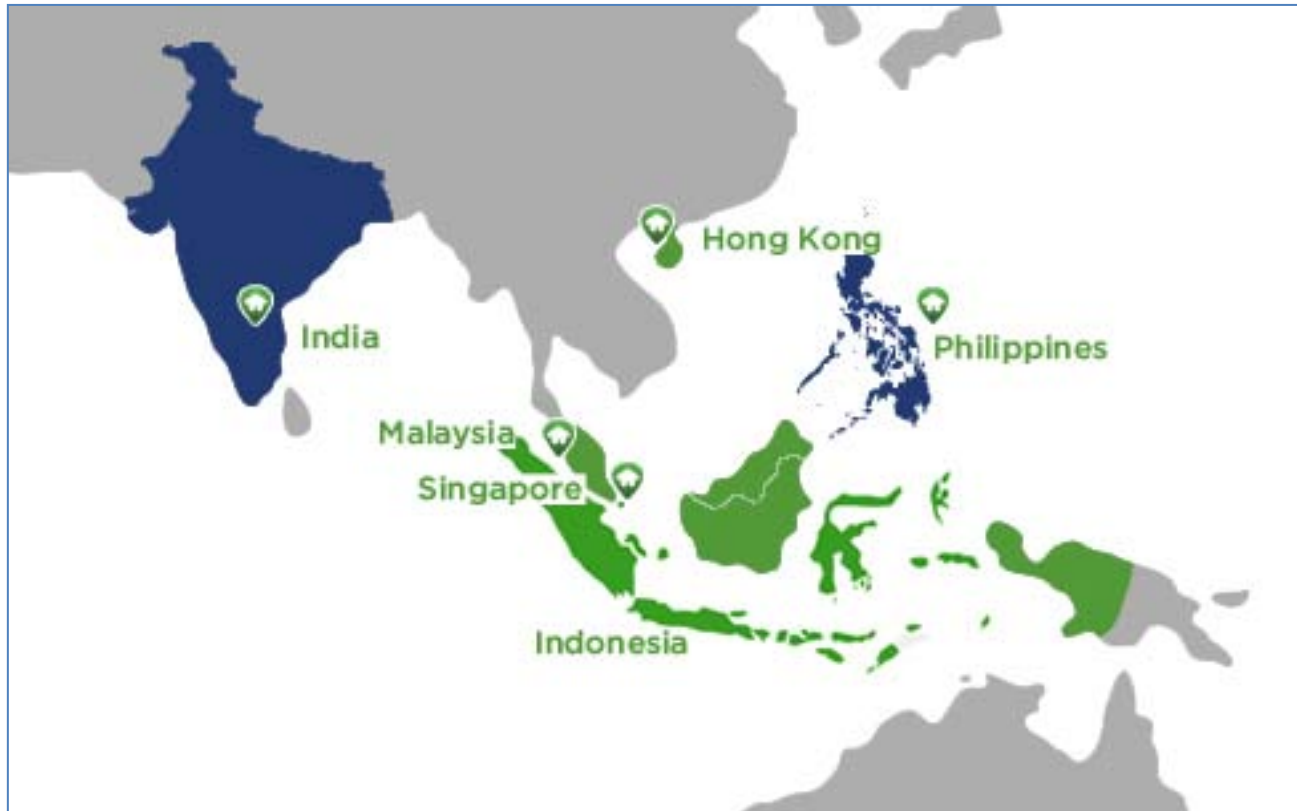 Hong Kong
India
Philippines
Malaysia
Singapore
Indonesia